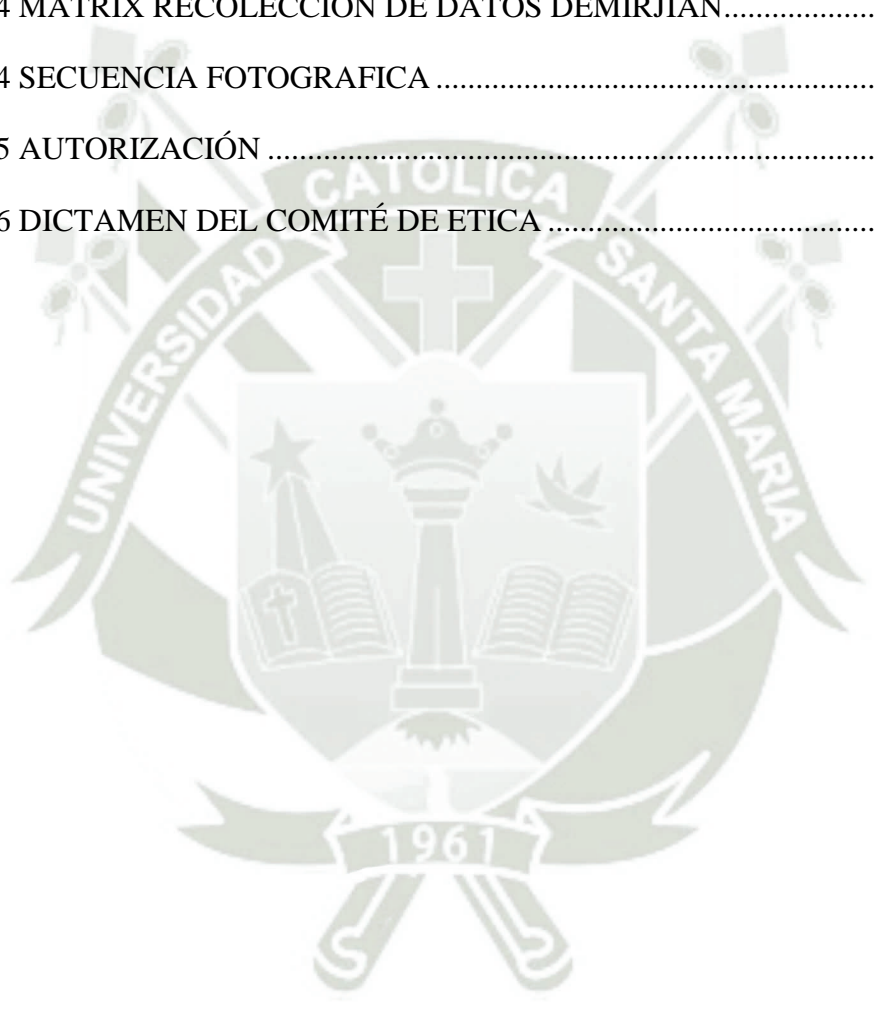 4 MATRIX RECOLECCION DE DATOS DEMIRJIAN..................
4 SECUENCIA FOTOGRAFICA ......................................................
5 AUTORIZACIÓN ..........................................................................
6 DICTAMEN DEL COMITÉ DE ETICA ........................................
UNIVERSIDAD CATOLICA SANTA MARIA
1961